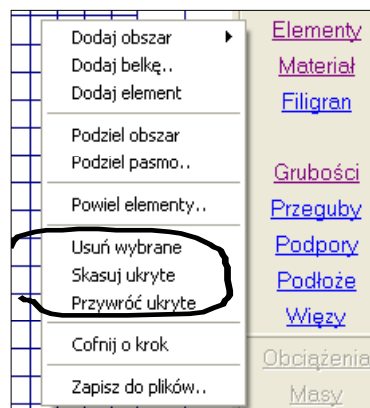 Dodaj obszar
Dodaj belkę..
Dodaj element
Podziel obszar
Podziel pasmo..
Powiel elementy..
Usuń wybrane
Skasuj ukryte
Przywróć ukryte
Cofnij o krok
Zapisz do plików..
Elementy
Materiał
Filigran
Grubości
Przeguby
Podpory
Podłoże
Więzy
Obciążenia
Masy